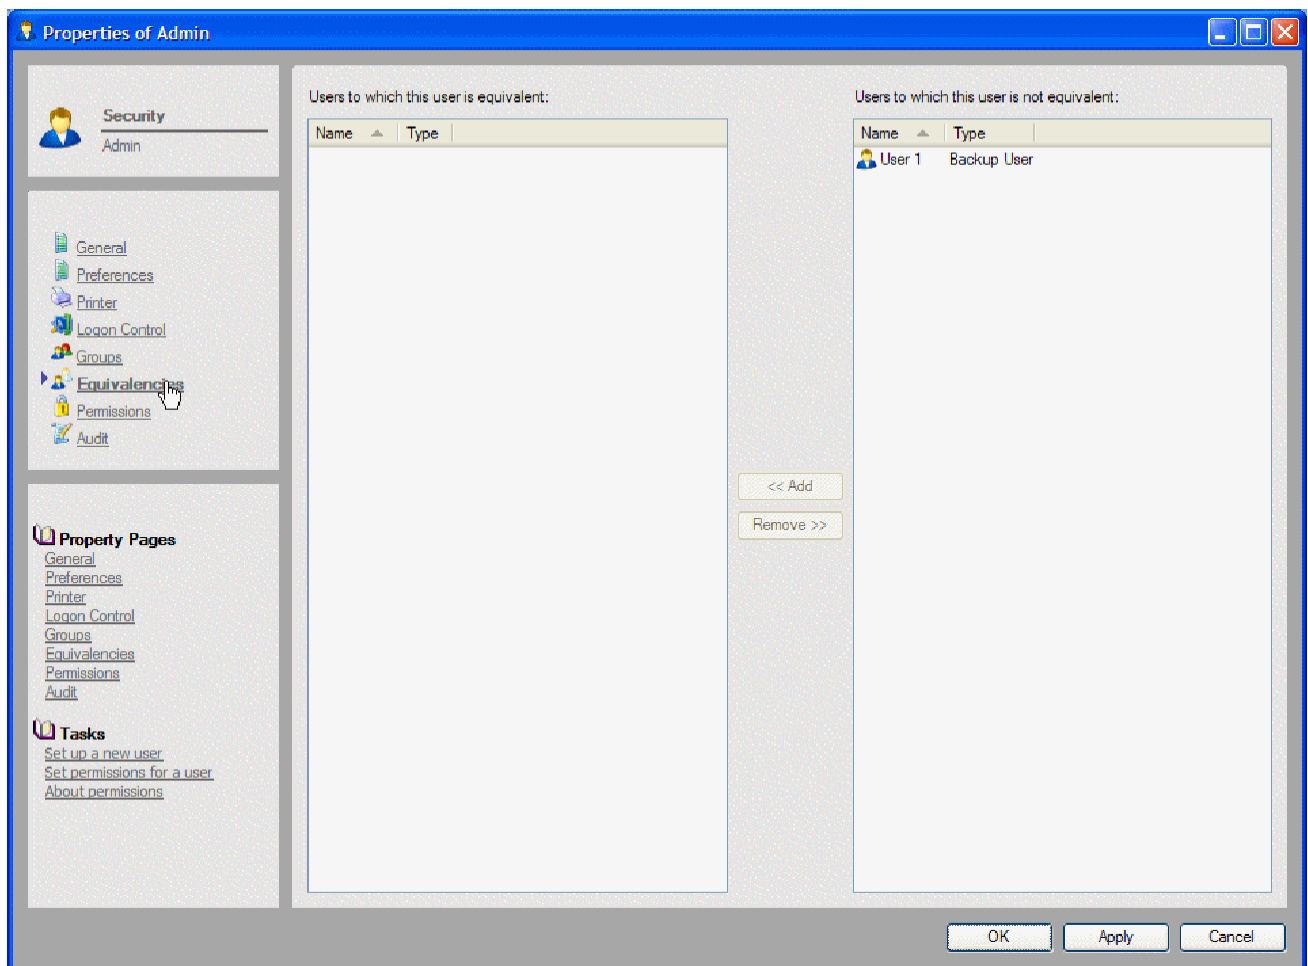 Properties of Admin
Security
Admin
General
Preferences
Printer
Logon Control
Groups
Equivalencies
Permissions
Audit
Property Pages
General
Preferences
Printer
Logon Control
Groups
Equivalencies
Permissions
Audit
Tasks
Set up a new user
Set permissions for a user
About permissions
Users to which this user is equivalent:
Name Type
<< Add
Remove >>
Users to which this user is not equivalent:
Name Type
User 1 Backup User
OK Apply Cancel